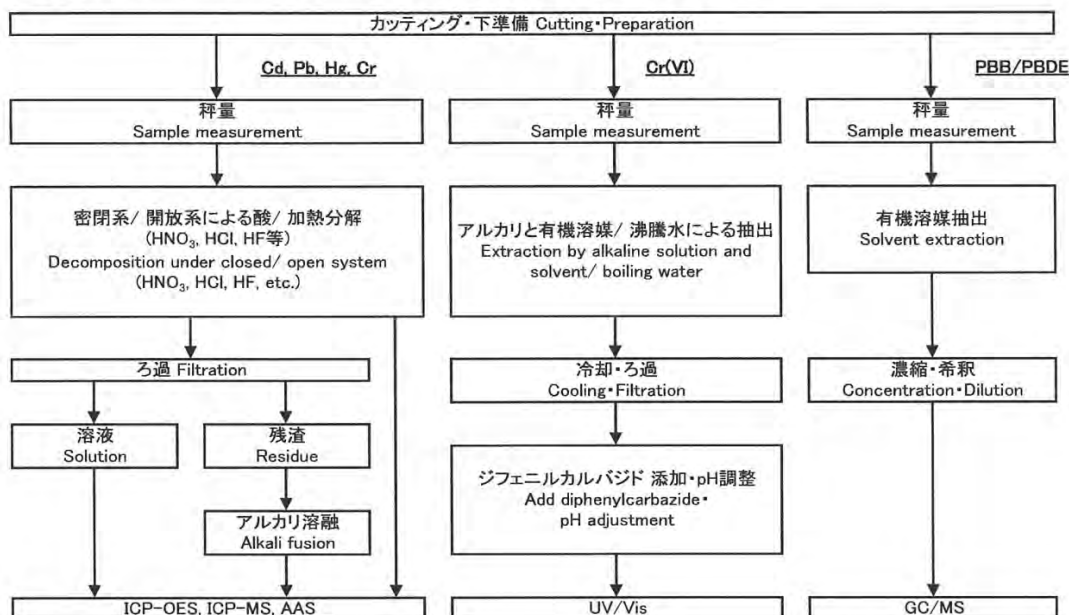 カッティング・下準備 Cutting・Preparation
Cd, Pb, Hg, Cr
秤量
Sample measurement
密閉系/ 開放系による酸/ 加熱分解
(HNO₃, HCl, HF等)
Decomposition under closed/ open system
(HNO₃, HCl, HF, etc.)
ろ過 Filtration
溶液
Solution
残渣
Residue
アルカリ溶融
Alkali fusion
ICP-OES, ICP-MS, AAS
Cr(VI)
秤量
Sample measurement
アルカリと有機溶媒/ 沸騰水による抽出
Extraction by alkaline solution and
solvent/ boiling water
冷却・ろ過
Cooling・Filtration
ジフェニルカルバジド 添加・pH調整
Add diphenylcarbazide・
pH adjustment
UV/Vis
PBB/PBDE
秤量
Sample measurement
有機溶媒抽出
Solvent extraction
濃縮・希釈
Concentration・Dilution
GC/MS